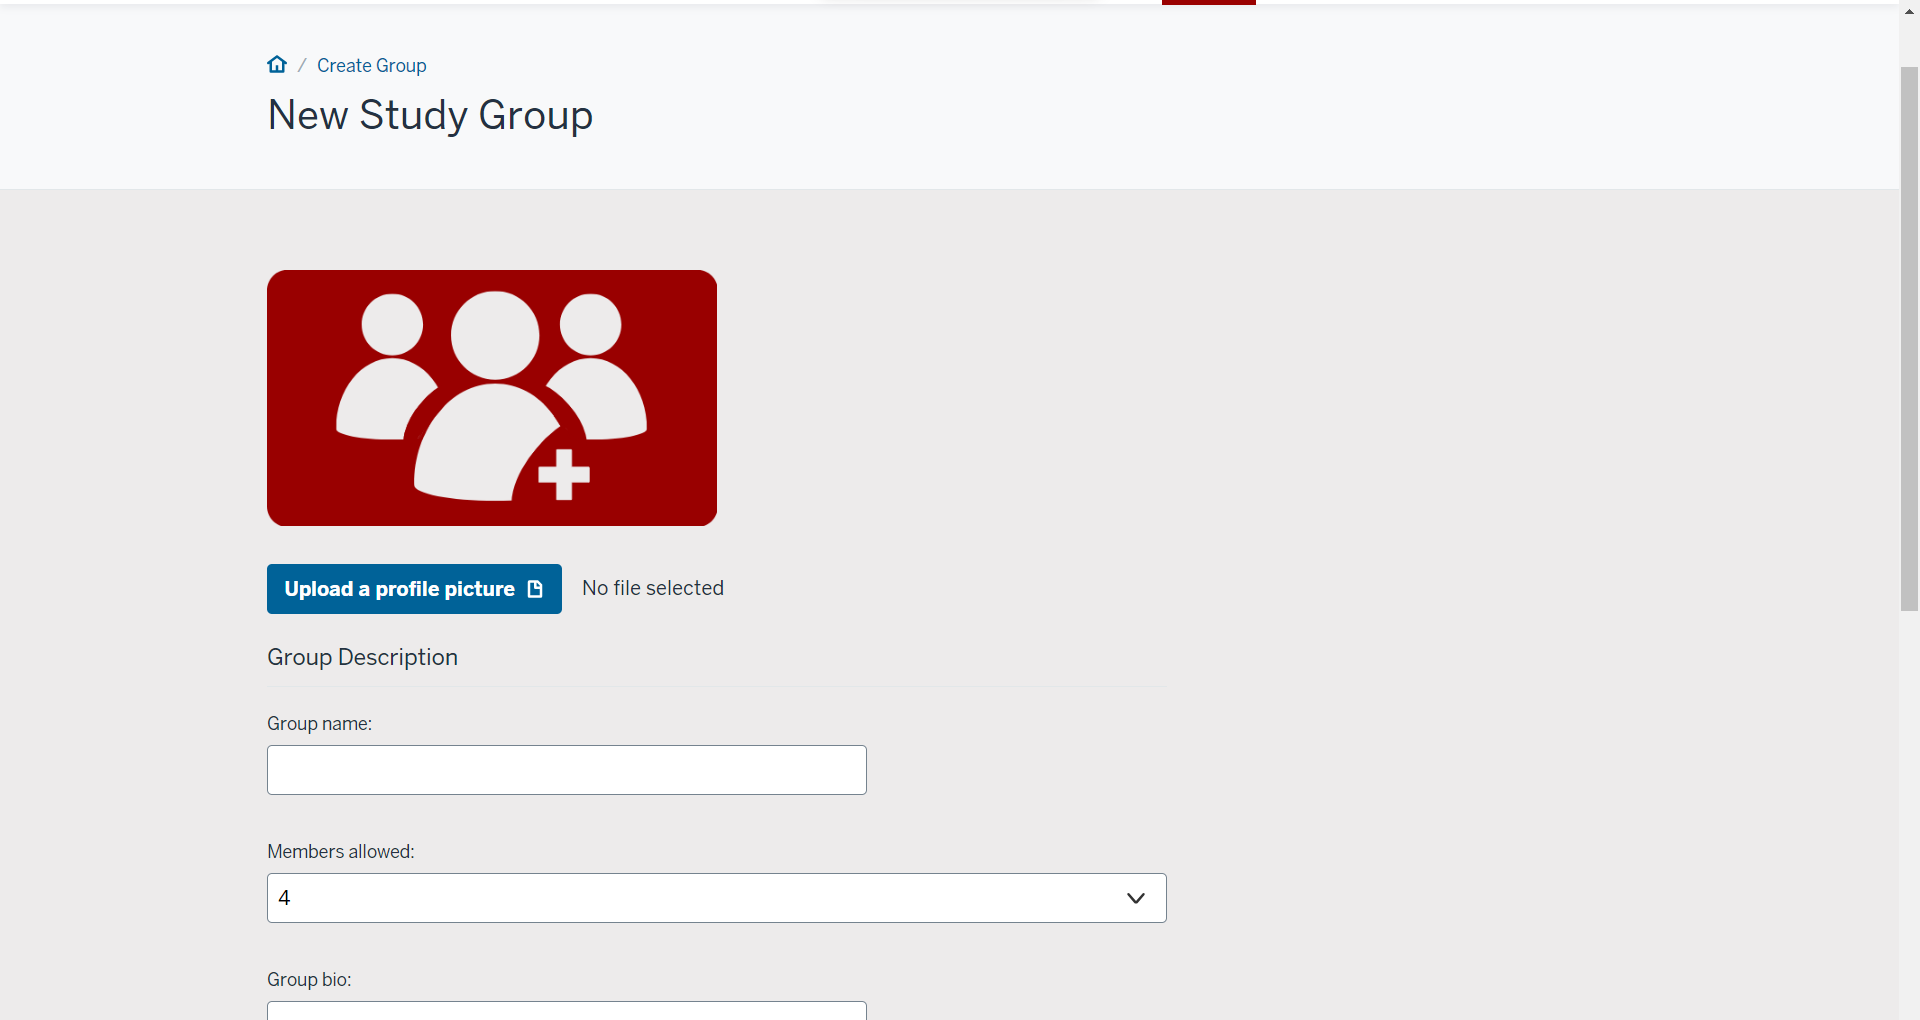 / Create Group
New Study Group
Upload a profile picture
No file selected
Group Description
Group name:
Members allowed:
4
Group bio: